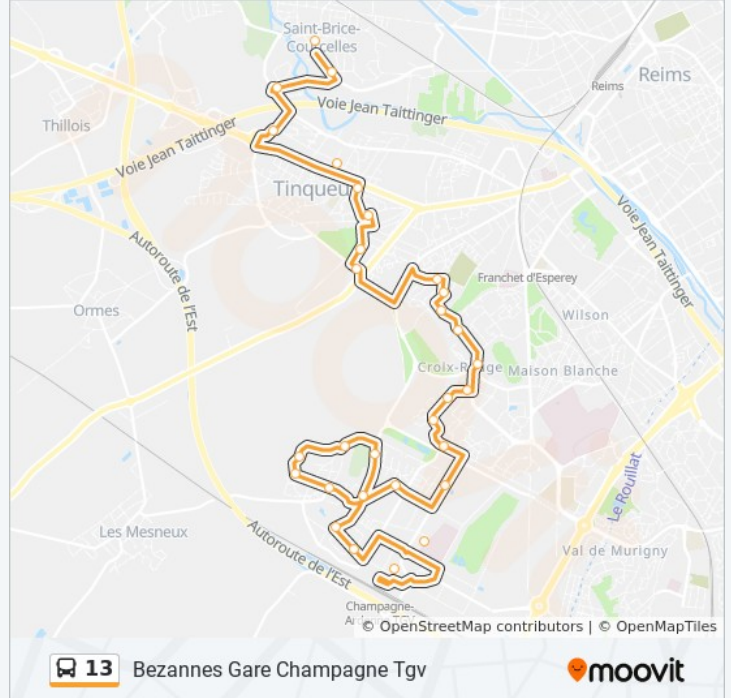 Saint-Brice-
Courcelles
Reims
Reims
Voie Jean Taittinger
Thillois
Voie Jean Taittinger
Tinqueu
Voie Jean Taittinger
Autoroute de l'Est
Franchet d'Esperey
Ormes
Wilson
Croix-Rouge
Maison Blanche
Le Rouillat
Les Mesneux
Autoroute de l'Est
Val de Murigny
Champagne-
© OpenStreetMap contributors | © OpenMapTiles
13 Bezannes Gare Champagne Tgv
moovit